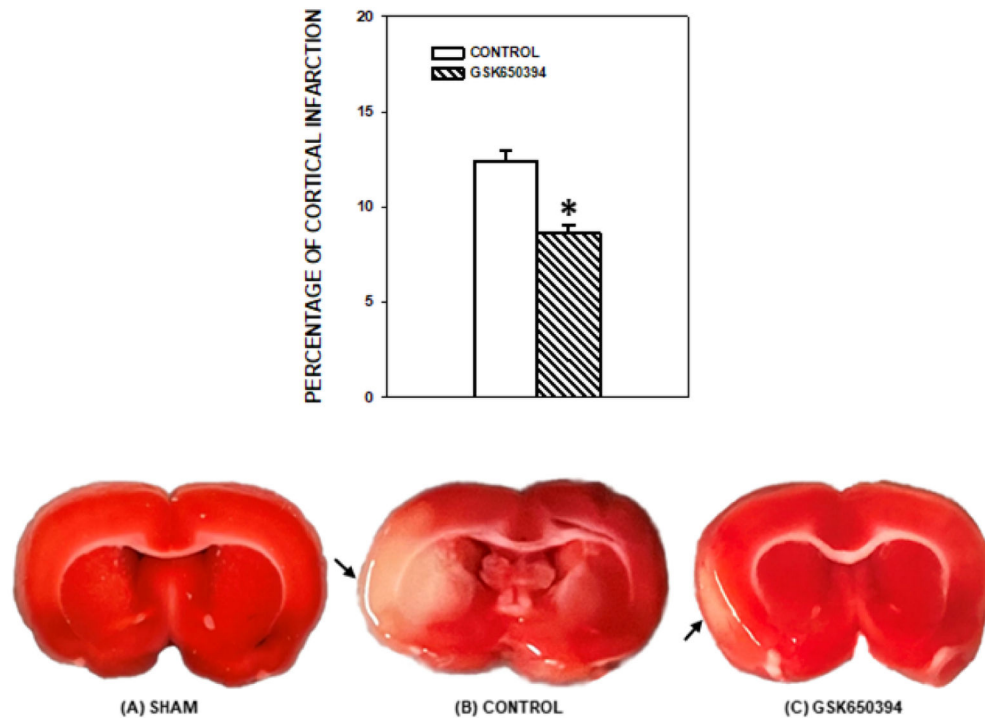 PERCENTAGE OF CORTICAL INFARCTION
20
15
10
5
0
CONTROL
GSK650394
*
(A) SHAM
(B) CONTROL
(C) GSK650394